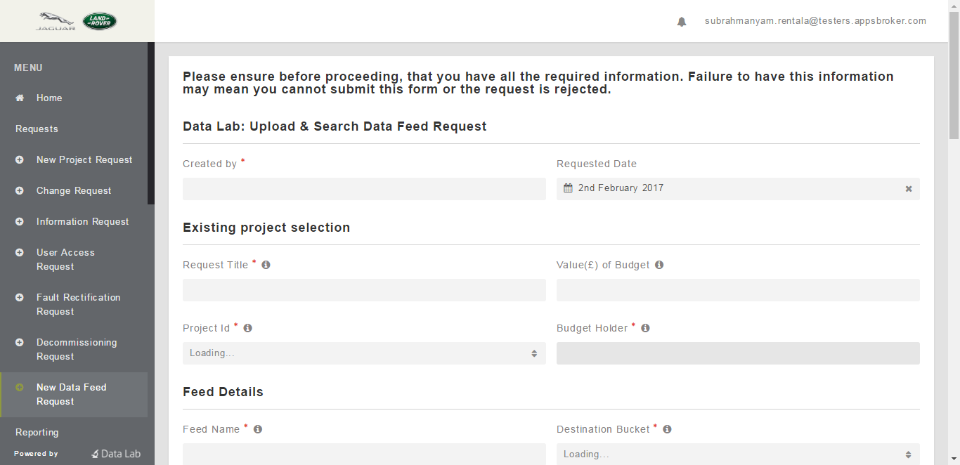 JAGUAR
LAND-
ROVER
subrahmanyam.rentala@testers.appsbroker.com
MENU
Home
Requests
New Project Request
Change Request
Information Request
User Access
Request
Fault Rectification
Request
Decommissioning
Request
New Data Feed
Request
Reporting
Powered by
Data Lab
Please ensure before proceeding, that you have all the required information. Failure to have this information
may mean you cannot submit this form or the request is rejected.
Data Lab: Upload & Search Data Feed Request
Created by *
Requested Date
2nd February 2017
Existing project selection
Request Title *
Value(£) of Budget
Project Id *
Budget Holder *
Loading...
Feed Details
Feed Name *
Destination Bucket *
Loading...